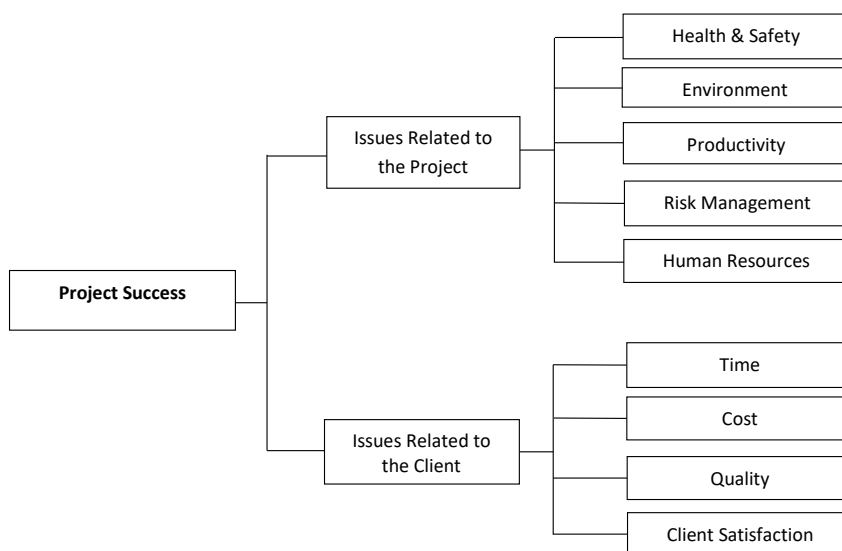 Project Success
Issues Related to
the Project
Health & Safety
Environment
Productivity
Risk Management
Human Resources
Issues Related to
the Client
Time
Cost
Quality
Client Satisfaction